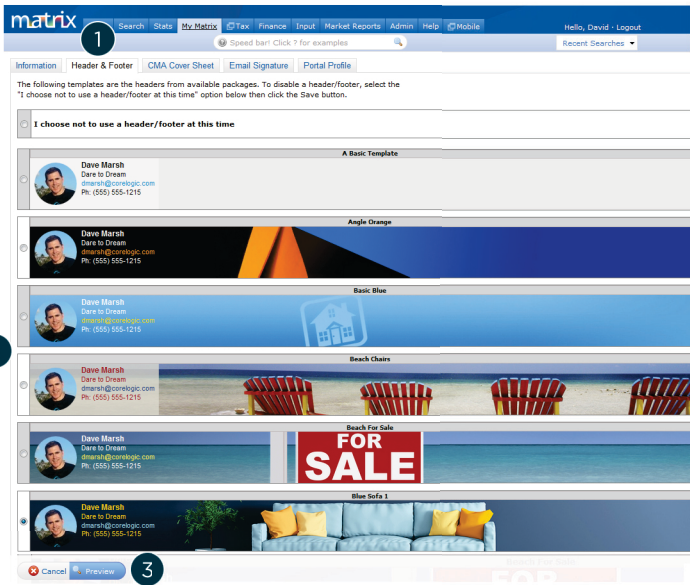 matrix
Search Stats My Matrix Tax Finance Input Market Reports Admin Help Mobile
Hello, David · Logout
1
Speed bar! Click ? for examples
Recent Searches
Information Header & Footer CMA Cover Sheet Email Signature Portal Profile
The following templates are the headers from available packages. To disable a header/footer, select the
"I choose not to use a header/footer at this time" option below then click the Save button.
I choose not to use a header/footer at this time
A Basic Template
Dave Marsh
Dare to Dream
dmarsh@corelogic.com
Ph: (555) 555-1215
Angle Orange
Dave Marsh
Dare to Dream
dmarsh@corelogic.com
Ph: (555) 555-1215
Basic Blue
Dave Marsh
Dare to Dream
dmarsh@corelogic.com
Ph: (555) 555-1215
Beach Chairs
Dave Marsh
Dare to Dream
dmarsh@corelogic.com
Ph: (555) 555-1215
Beach For Sale
Dave Marsh
Dare to Dream
dmarsh@corelogic.com
Ph: (555) 555-1215
FOR
SALE
Blue Sofa 1
Dave Marsh
Dare to Dream
dmarsh@corelogic.com
Ph: (555) 555-1215
Cancel Preview
3
Beach For Sale
FOR